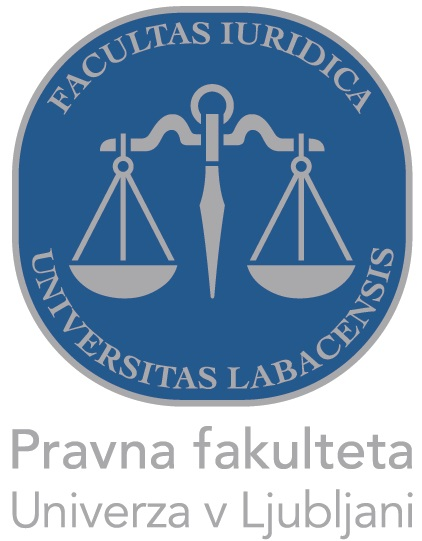 FACULTAS IURIDICA
UNIVERSITAS LABACENSIS
Pravna fakulteta
Univerza v Ljubljani